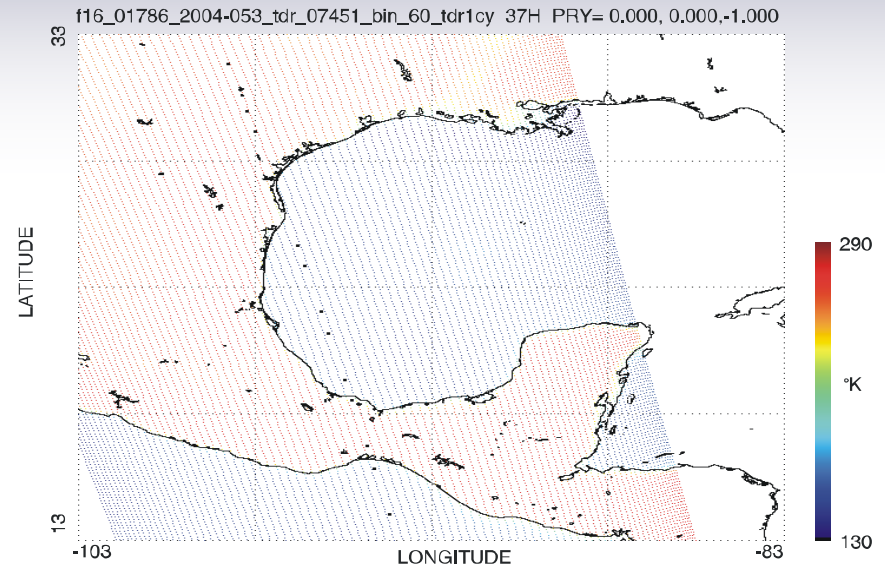 f16_01786_2004-053_tdr_07451_bin_60_tdr1cy 37H PRY= 0.000, 0.000,-1.000
33
LATITUDE
13
-103
LONGITUDE
-83
290
°K
130